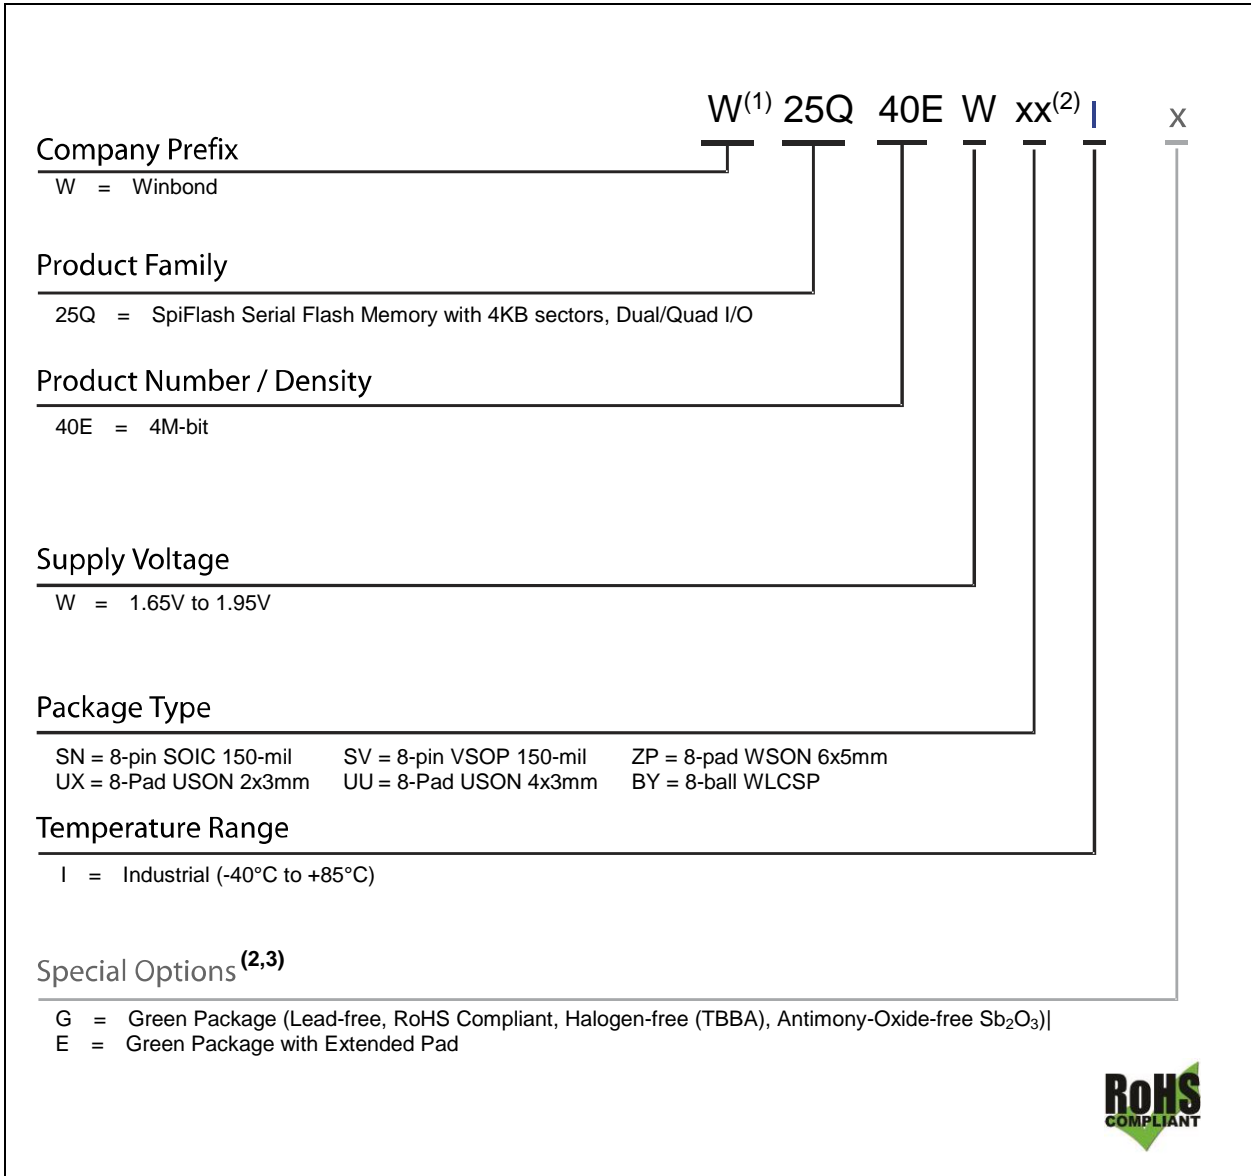 W(1) 25Q 40E W xx(2) I x
Company Prefix
W = Winbond
Product Family
25Q = SpiFlash Serial Flash Memory with 4KB sectors, Dual/Quad I/O
Product Number / Density
40E = 4M-bit
Supply Voltage
W = 1.65V to 1.95V
Package Type
SN = 8-pin SOIC 150-mil SV = 8-pin VSOP 150-mil ZP = 8-pad WSON 6x5mm
UX = 8-Pad USON 2x3mm UU = 8-Pad USON 4x3mm BY = 8-ball WLCSP
Temperature Range
I = Industrial (-40°C to +85°C)
Special Options (2,3)
G = Green Package (Lead-free, RoHS Compliant, Halogen-free (TBBA), Antimony-Oxide-free Sb₂O₃)|
E = Green Package with Extended Pad
RoHS
COMPLIANT